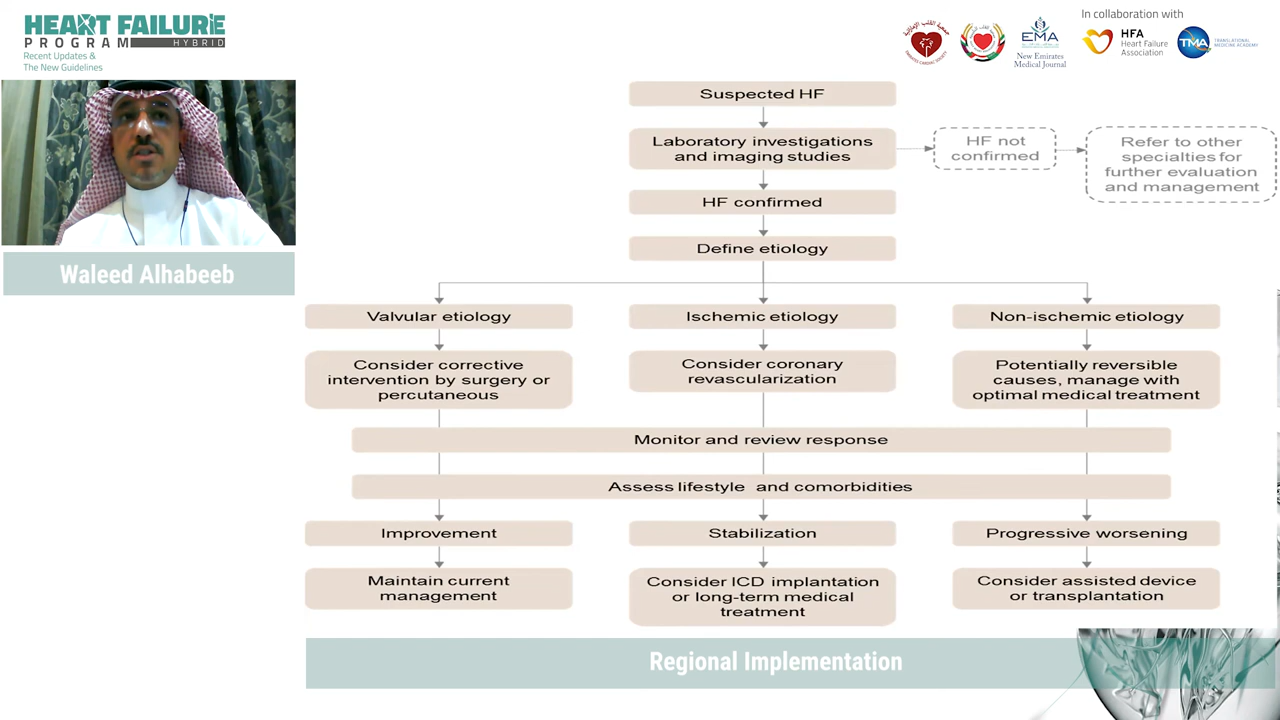 HEART FAILURE
PROGRAM HYBRID
Recent Updates &
The New Guidelines
In collaboration with
EMA
New Emirates
Medical Journal
HFA
Heart Failure
Association
TMA
TRANSLATIONAL
MEDICINE ACADEMY
Waleed Alhabeeb
Suspected HF
Laboratory investigations
and imaging studies
HF not
confirmed
Refer to other
specialties for
further evaluation
and management
HF confirmed
Define etiology
Valvular etiology
Ischemic etiology
Non-ischemic etiology
Consider corrective
intervention by surgery or
percutaneous
Consider coronary
revascularization
Potentially reversible
causes, manage with
optimal medical treatment
Monitor and review response
Assess lifestyle and comorbidities
Improvement
Stabilization
Progressive worsening
Maintain current
management
Consider ICD implantation
or long-term medical
treatment
Consider assisted device
or transplantation
Regional Implementation